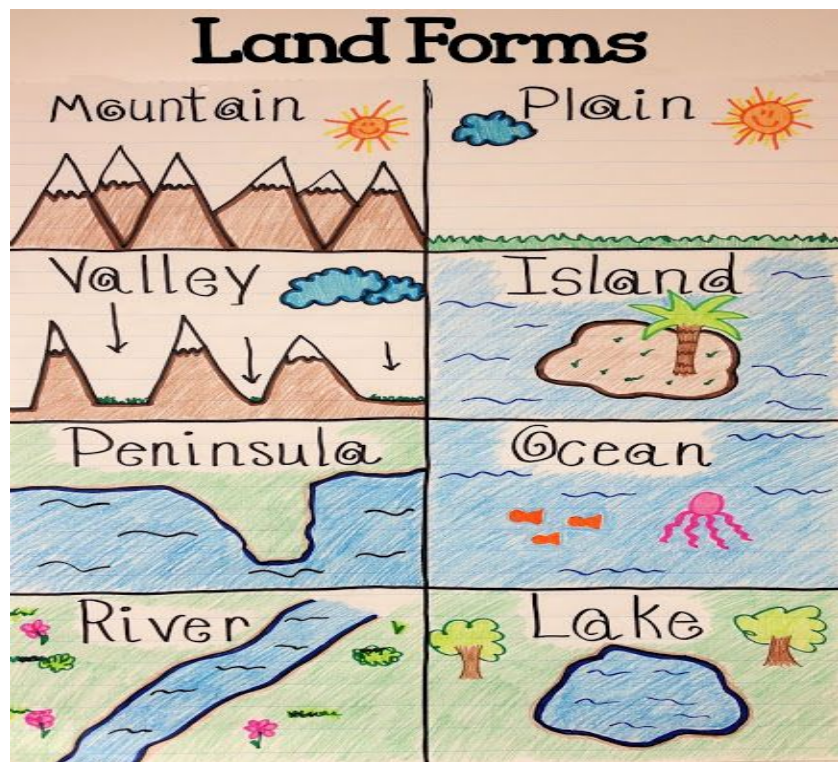 Land Forms
Mountain
Plain
Valley
Island
Peninsula
Ocean
River
Lake